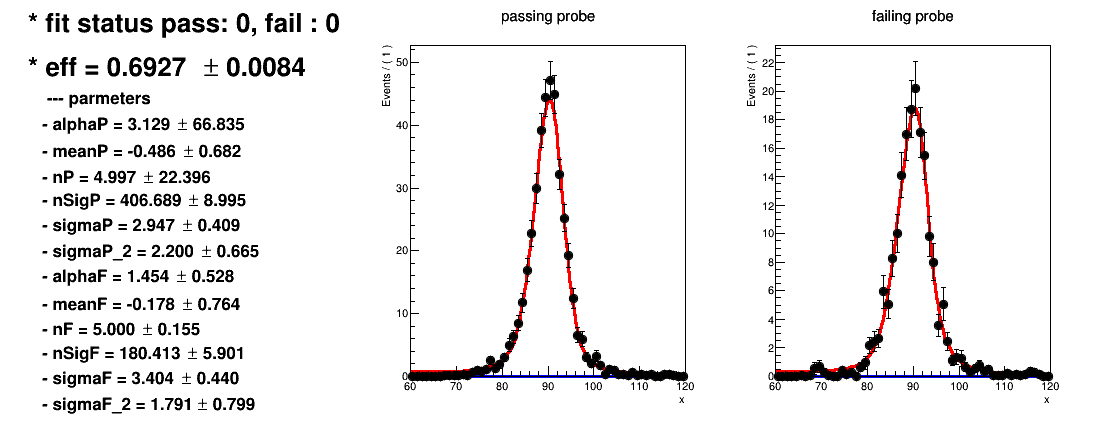 * fit status pass: 0, fail : 0
* eff = 0.6927 ± 0.0084
--- parmeters
- alphaP = 3.129 ± 66.835
- meanP = -0.486 ± 0.682
- nP = 4.997 ± 22.396
- nSigP = 406.689 ± 8.995
- sigmaP = 2.947 ± 0.409
- sigmaP_2 = 2.200 ± 0.665
- alphaF = 1.454 ± 0.528
- meanF = -0.178 ± 0.764
- nF = 5.000 ± 0.155
- nSigF = 180.413 ± 5.901
- sigmaF = 3.404 ± 0.440
- sigmaF_2 = 1.791 ± 0.799
passing probe
Events / ( 1 )
50
40
30
20
10
0
60 70 80 90 100 110 120
x
failing probe
Events / ( 1 )
22
20
18
16
14
12
10
8
6
4
2
0
60 70 80 90 100 110 120
x